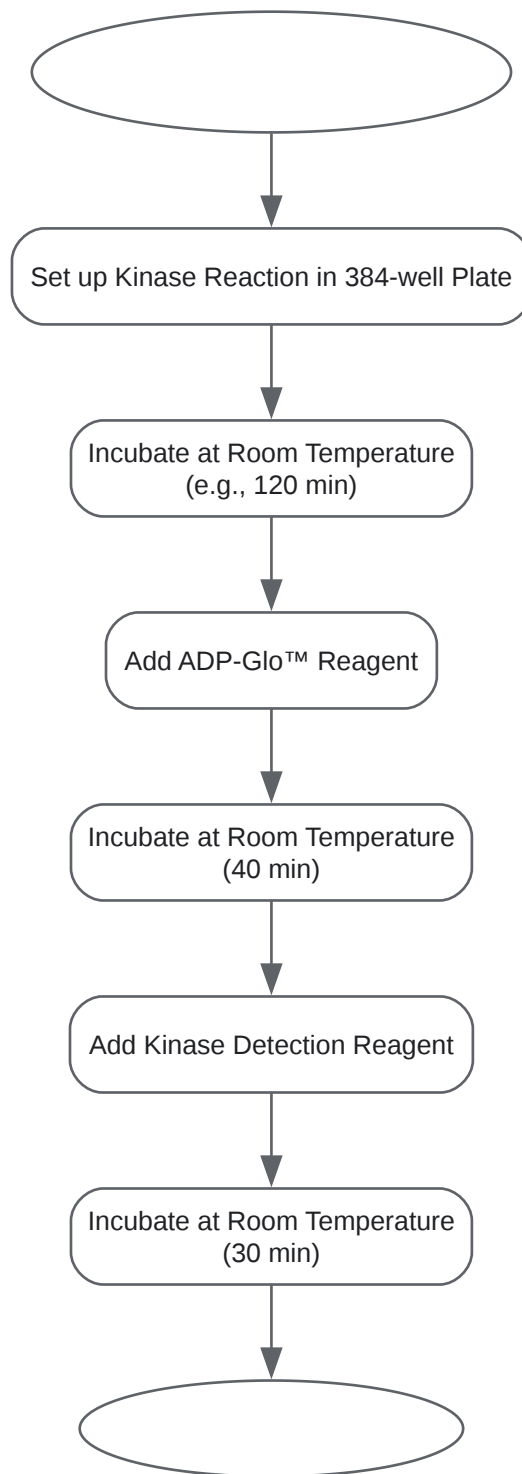 Set up Kinase Reaction in 384-well Plate
Incubate at Room Temperature
(e.g., 120 min)
Add ADP-Glo™ Reagent
Incubate at Room Temperature
(40 min)
Add Kinase Detection Reagent
Incubate at Room Temperature
(30 min)